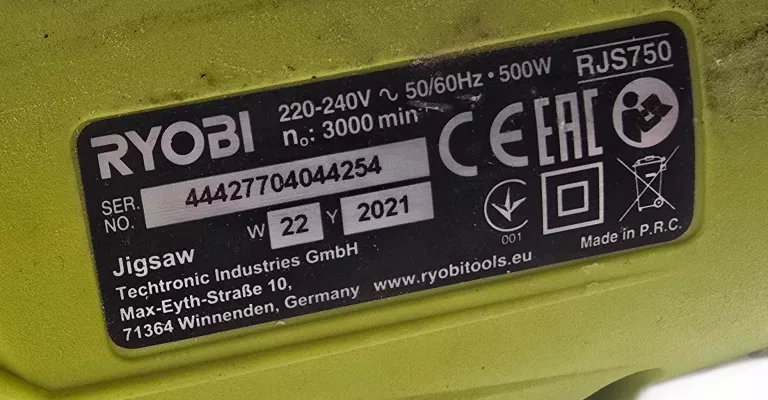 RYOBI
220-240V ~ 50/60Hz • 500W
RJS750
nₒ: 3000 min
CE EAC
SER. NO. 44427704044254
W 22 Y 2021
001
Made in P.R.C.
Jigsaw
Techtronic Industries GmbH
Max-Eyth-Straße 10,
71364 Winnenden, Germany
www.ryobitools.eu